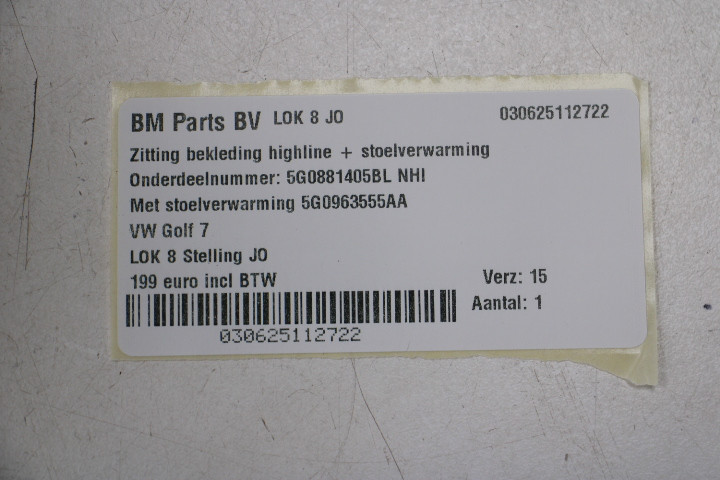 BM Parts BV LOK 8 JO 030625112722
Zitting bekleding highline + stoelverwarming
Onderdeelnummer: 5G0881405BL NHI
Met stoelverwarming 5G0963555AA
VW Golf 7
LOK 8 Stelling JO
199 euro incl BTW Verz: 15
Aantal: 1
030625112722